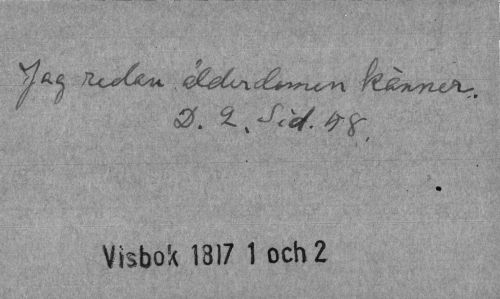 Jag redan ålderdomen känner.
D. 2. Sid. 58.
Visbok 1817 1 och 2